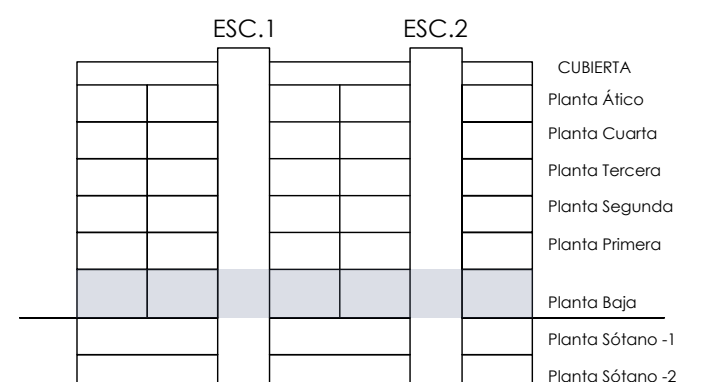 ESC.1
ESC.2
CUBIERTA
Planta Ático
Planta Cuarta
Planta Tercera
Planta Segunda
Planta Primera
Planta Baja
Planta Sótano -1
Planta Sótano -2